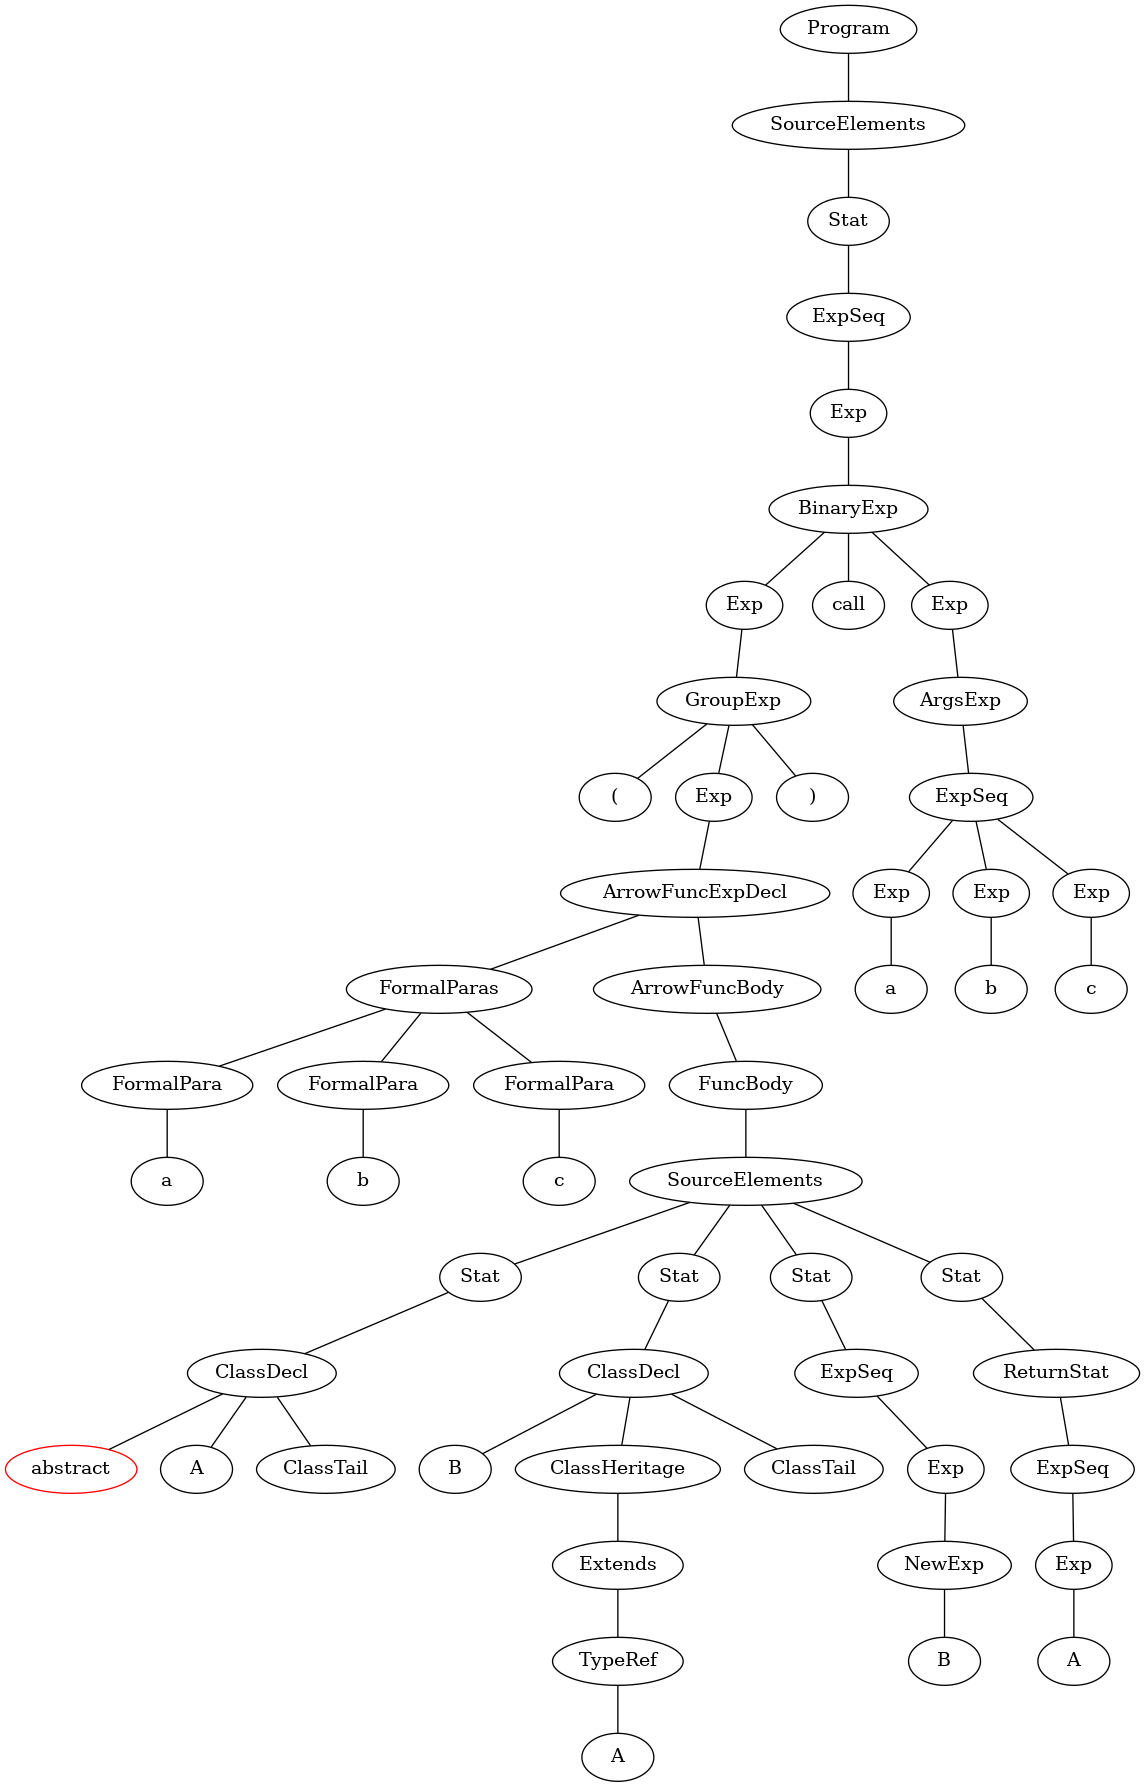 Program
SourceElements
Stat
ExpSeq
Exp
BinaryExp
Exp call Exp
GroupExp ArgsExp
( Exp ) ExpSeq
ArrowFuncExpDecl Exp Exp Exp
FormalParas ArrowFuncBody a b c
FormalPara FormalPara FormalPara FuncBody
a b c SourceElements
Stat Stat Stat Stat
ClassDecl ClassDecl ExpSeq ReturnStat
abstract A ClassTail B ClassHeritage ClassTail Exp ExpSeq
Extends NewExp Exp
TypeRef B A
A